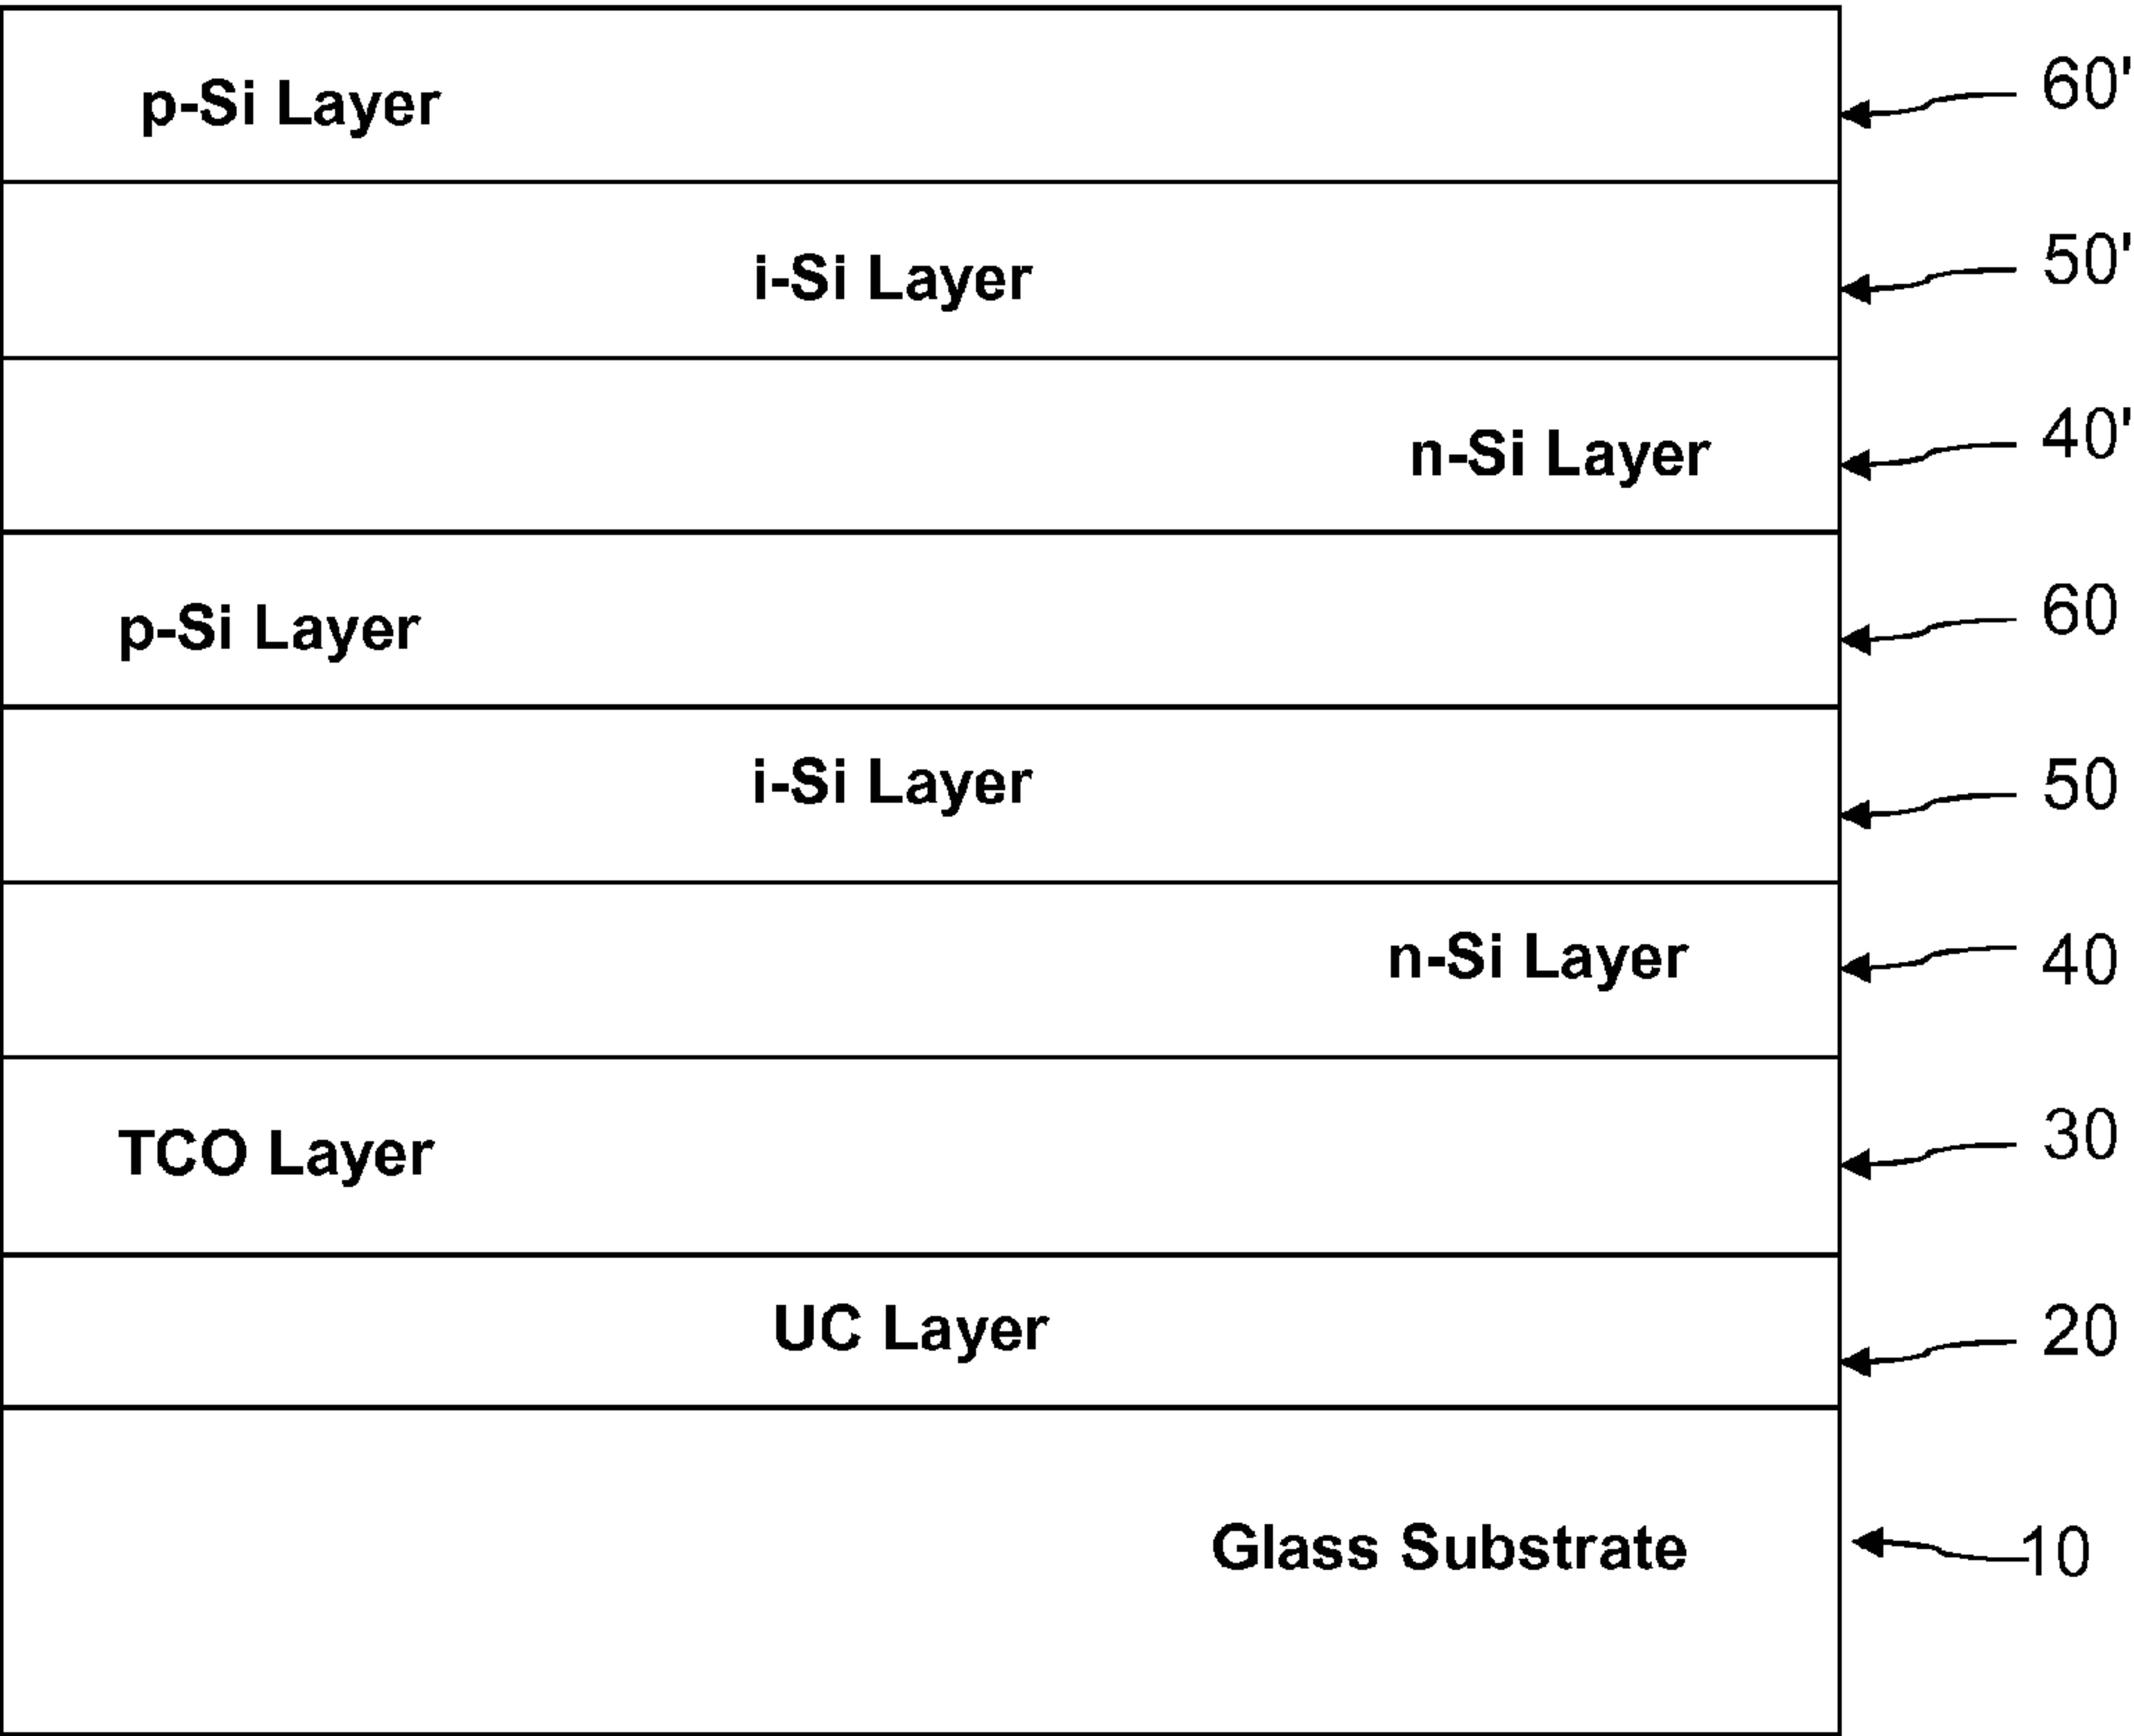 p-Si Layer 60'
i-Si Layer 50'
n-Si Layer 40'
p-Si Layer 60
i-Si Layer 50
n-Si Layer 40
TCO Layer 30
UC Layer 20
Glass Substrate 10